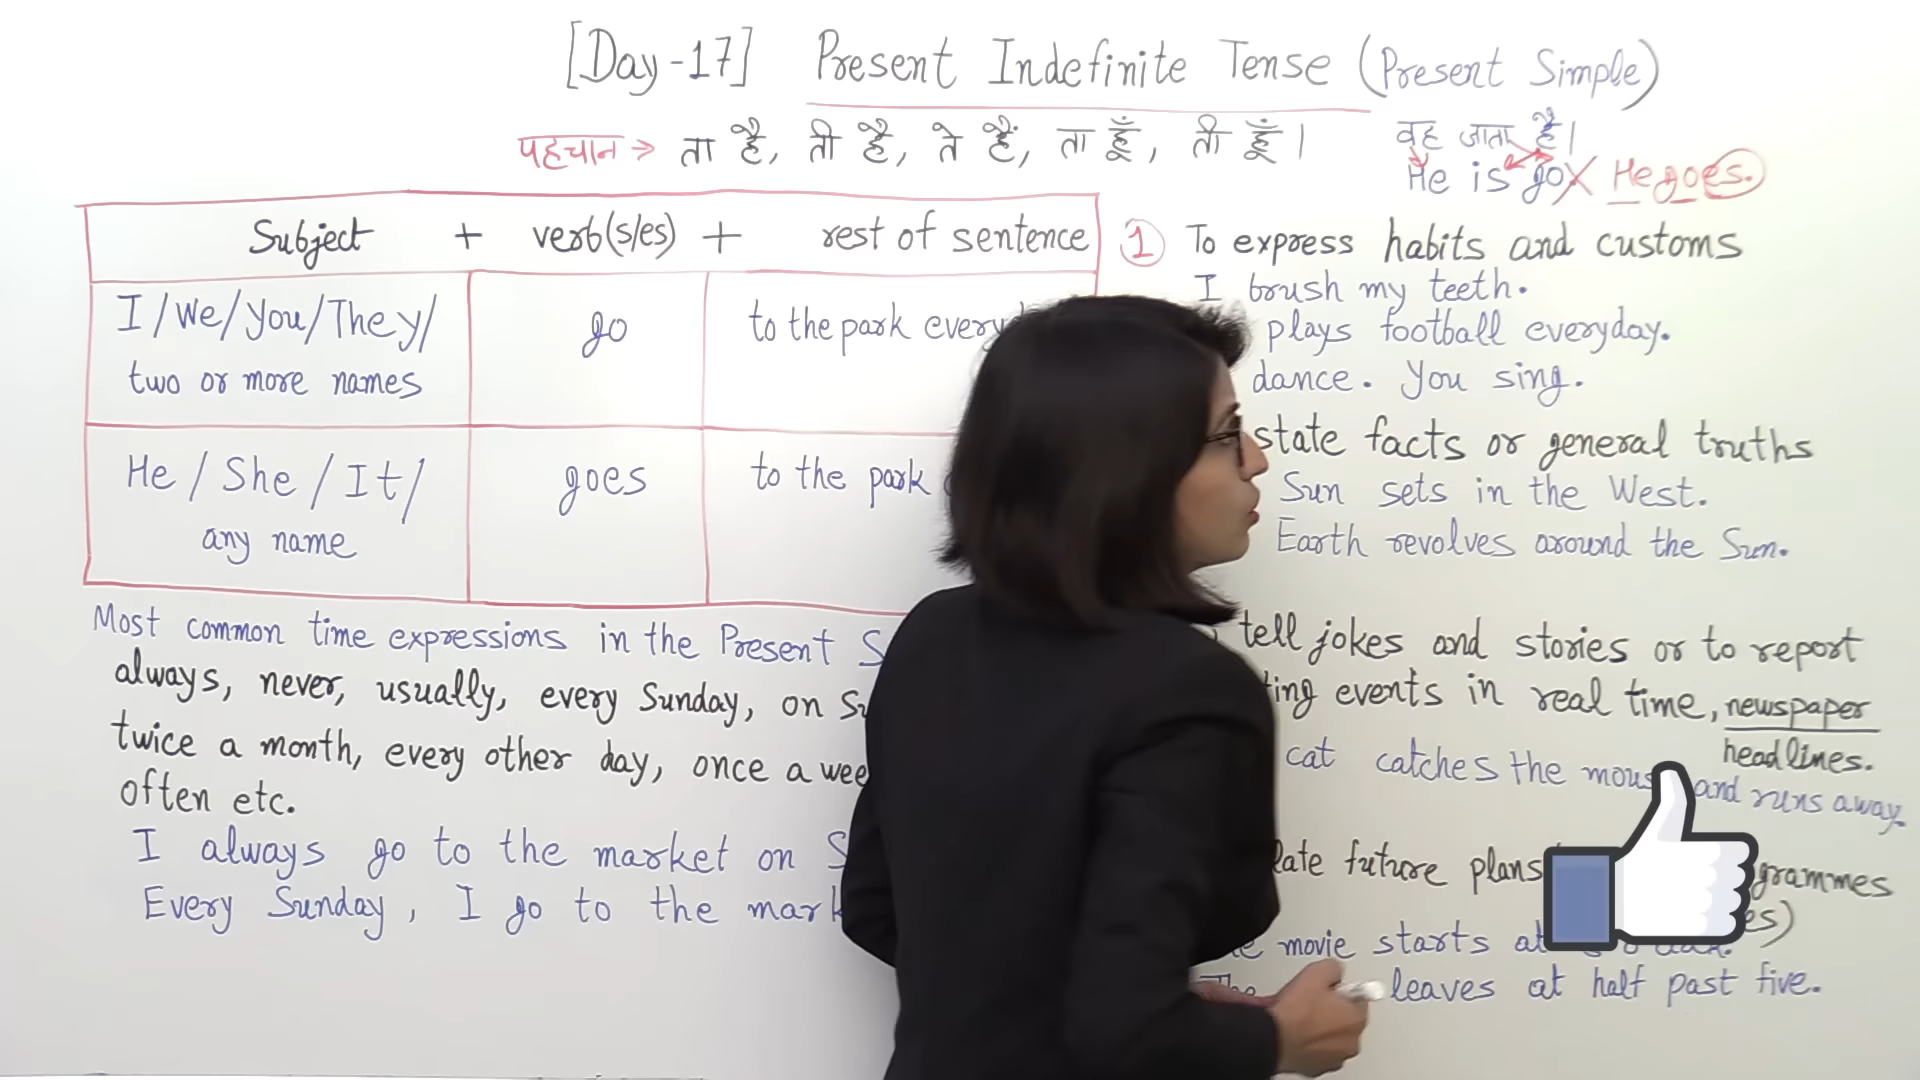 [Day-17] Present Indefinite Tense (Present Simple)
पहचान → ता है, ती है, ते हैं, ता हूँ, ती हूँ।
वह जाता है।
He is go X He goes.
Subject + verb(s/es) + rest of sentence
I/We/You/They/
two or more names
go
to the park every
He / She / It/
any name
goes
to the park
Most common time expressions in the Present
always, never, usually, every Sunday, on
twice a month, every other day, once a
often etc.
I always go to the market on
Every Sunday, I go to the
1 To express habits and customs
I brush my teeth.
plays football everyday.
dance. You sing.
state facts or general truths
Sun sets in the West.
Earth revolves around the Sun.
tell jokes and stories or to report
events in real time, newspaper
headlines.
cat catches the and runs away.
future plans
movie starts at
leaves at half past five.